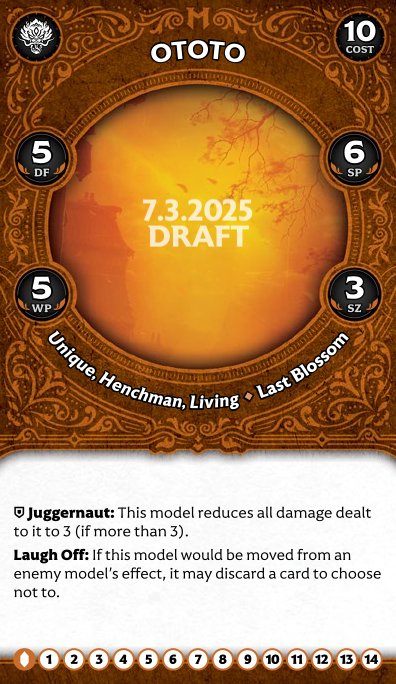 OTOTO
10
COST
5
DF
6
SP
7.3.2025
DRAFT
5
WP
3
SZ
Unique, Henchman, Living ◆ Last Blossom
Juggernaut: This model reduces all damage dealt
to it to 3 (if more than 3).
Laugh Off: If this model would be moved from an
enemy model’s effect, it may discard a card to choose
not to.
1 2 3 4 5 6 7 8 9 10 11 12 13 14